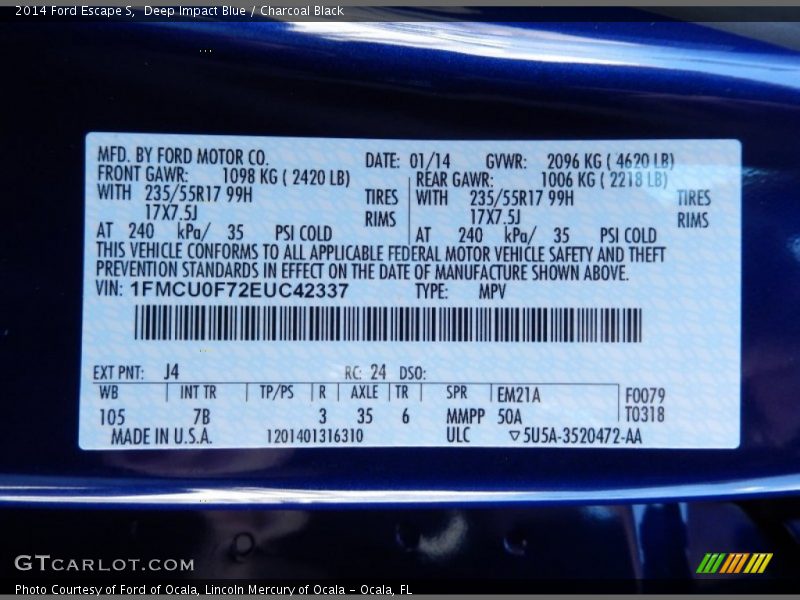 2014 Ford Escape S,  Deep Impact Blue / Charcoal Black
MFD. BY FORD MOTOR CO. DATE: 01/14 GVWR: 2096 KG ( 4620 LB)
FRONT GAWR: 1098 KG ( 2420 LB) REAR GAWR: 1006 KG ( 2218 LB)
WITH 235/55R17 99H TIRES WITH 235/55R17 99H TIRES
17X7.5J RIMS 17X7.5J RIMS
AT 240 kPa/ 35 PSI COLD AT 240 kPa/ 35 PSI COLD
THIS VEHICLE CONFORMS TO ALL APPLICABLE FEDERAL MOTOR VEHICLE SAFETY AND THEFT
PREVENTION STANDARDS IN EFFECT ON THE DATE OF MANUFACTURE SHOWN ABOVE.
VIN: 1FMCU0F72EUC42337 TYPE: MPV
EXT PNT: J4 RC: 24 DSO:
WB INT TR TP/PS R AXLE TR SPR EM21A F0079
105 7B 3 35 6 MMPP 50A T0318
MADE IN U.S.A. 1201401316310 ULC ▽5U5A-3520472-AA
GTCARLOT.COM
Photo Courtesy of Ford of Ocala, Lincoln Mercury of Ocala - Ocala, FL